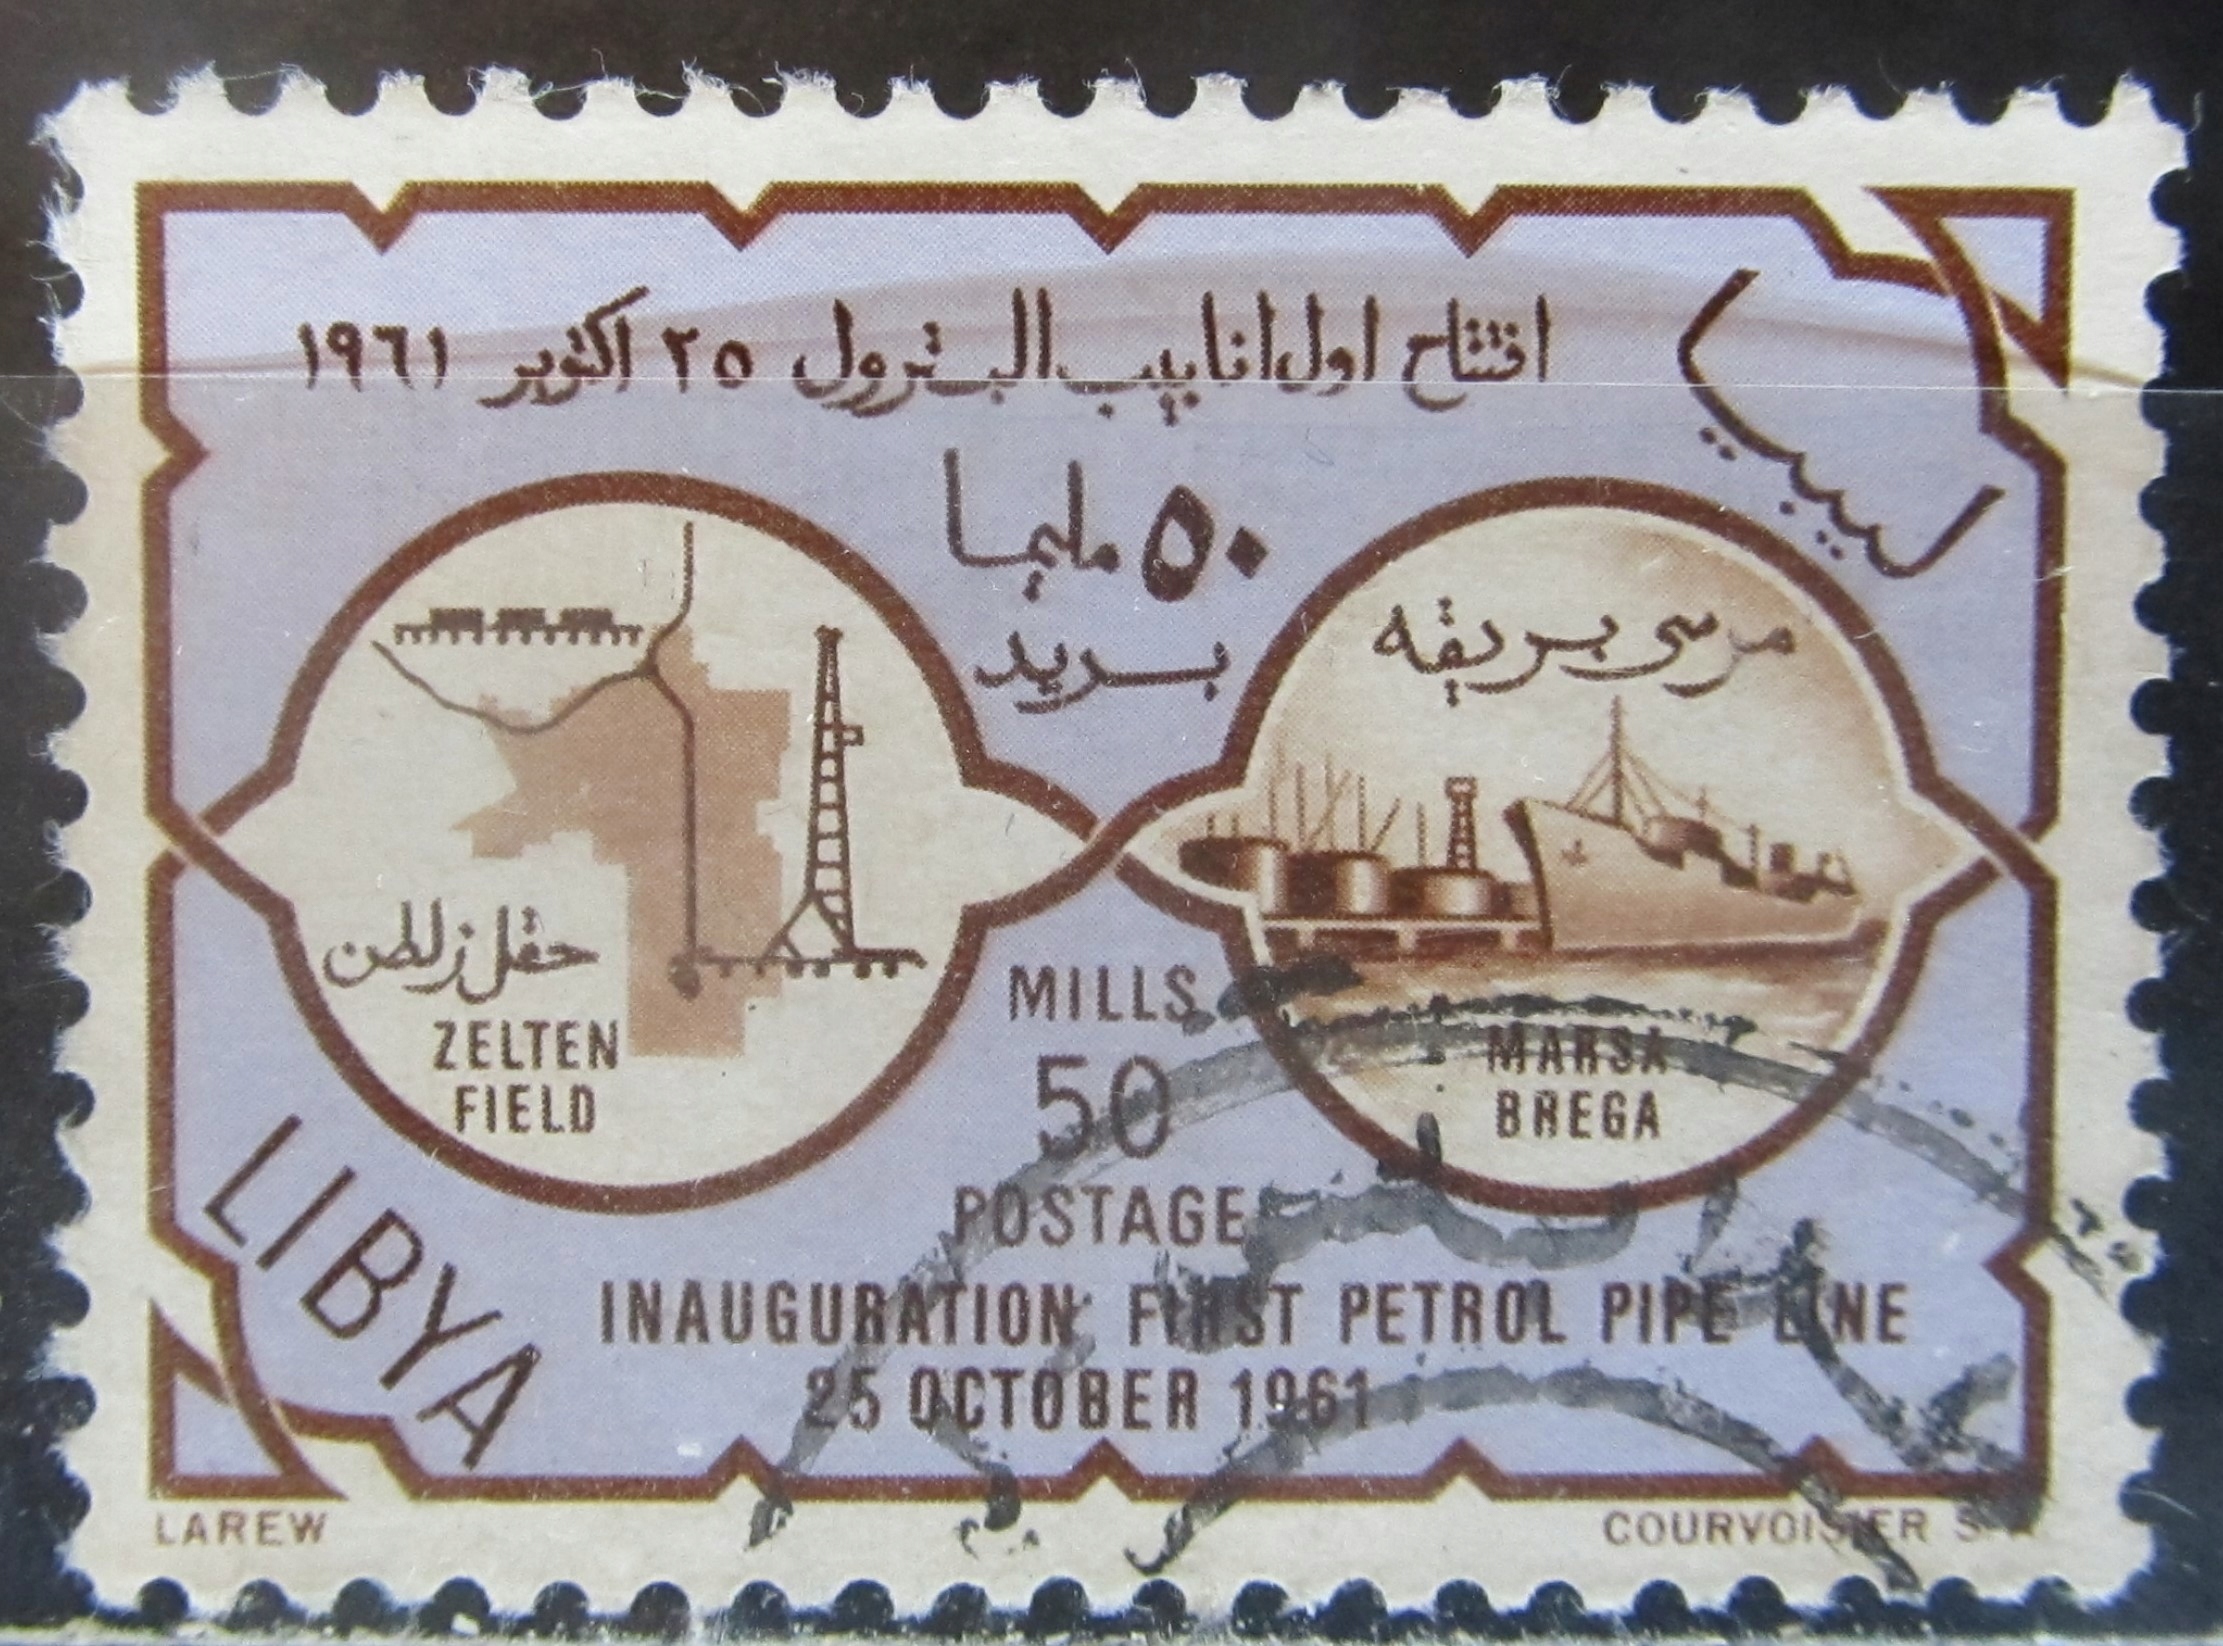 ليبيا
افتتاح اول انابيب البترول ٢٥ اكتوبر ١٩٦١
٥٠ مليما
بريد
مرسى بريقه
حقل زلطن
ZELTEN
FIELD
MARSA
BREGA
MILLS
50
POSTAGE
LIBYA
INAUGURATION FIRST PETROL PIPE LINE
25 OCTOBER 1961
LAREW
COURVOISIER S.A.